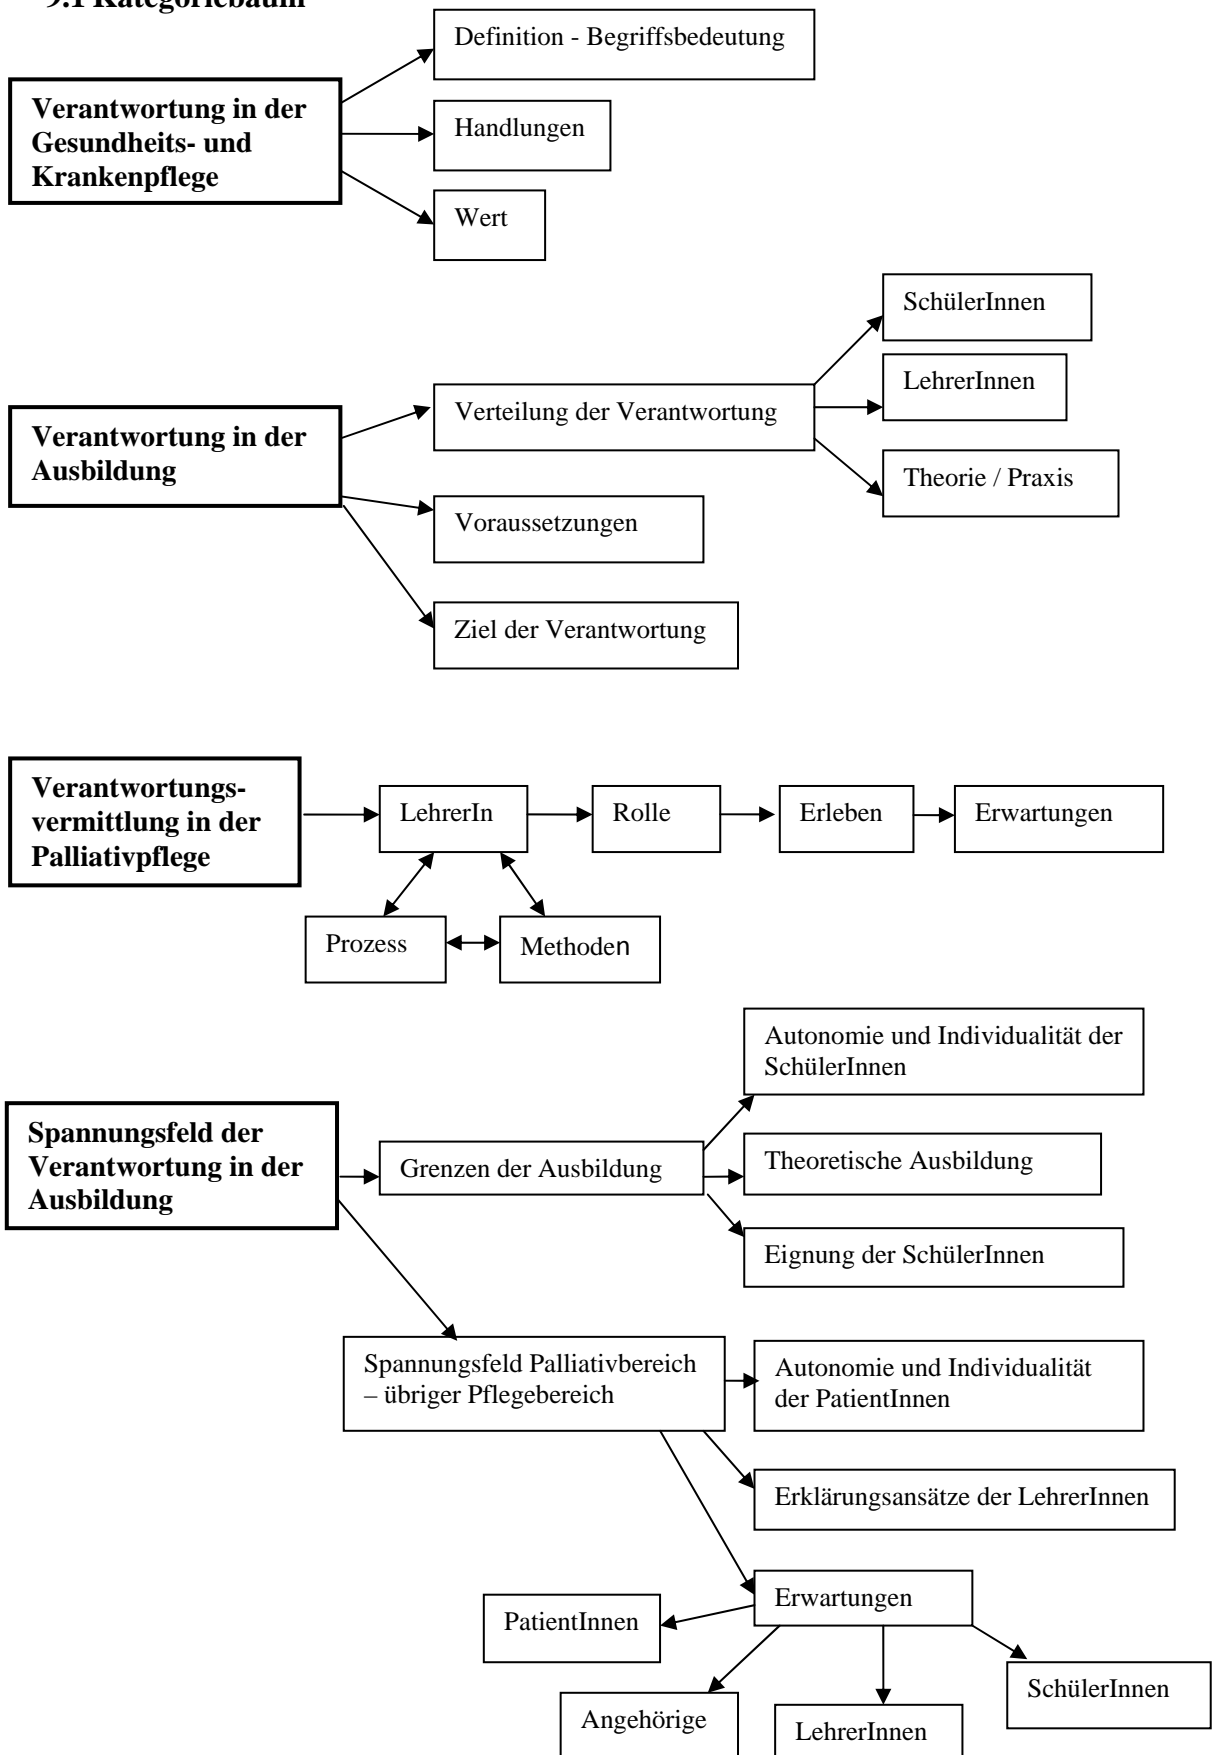 9.1 Kategoriebaum
Definition - Begriffsbedeutung
Verantwortung in der
Gesundheits- und
Krankenpflege
Handlungen
Wert
SchülerInnen
LehrerInnen
Verteilung der Verantwortung
Verantwortung in der
Ausbildung
Theorie / Praxis
Voraussetzungen
Ziel der Verantwortung
Verantwortungs-
vermittlung in der
Palliativpflege
LehrerIn
Rolle
Erleben
Erwartungen
Prozess
Methoden
Autonomie und Individualität der
SchülerInnen
Spannungsfeld der
Verantwortung in der
Ausbildung
Grenzen der Ausbildung
Theoretische Ausbildung
Eignung der SchülerInnen
Spannungsfeld Palliativbereich
– übriger Pflegebereich
Autonomie und Individualität
der PatientInnen
Erklärungsansätze der LehrerInnen
Erwartungen
PatientInnen
SchülerInnen
Angehörige
LehrerInnen